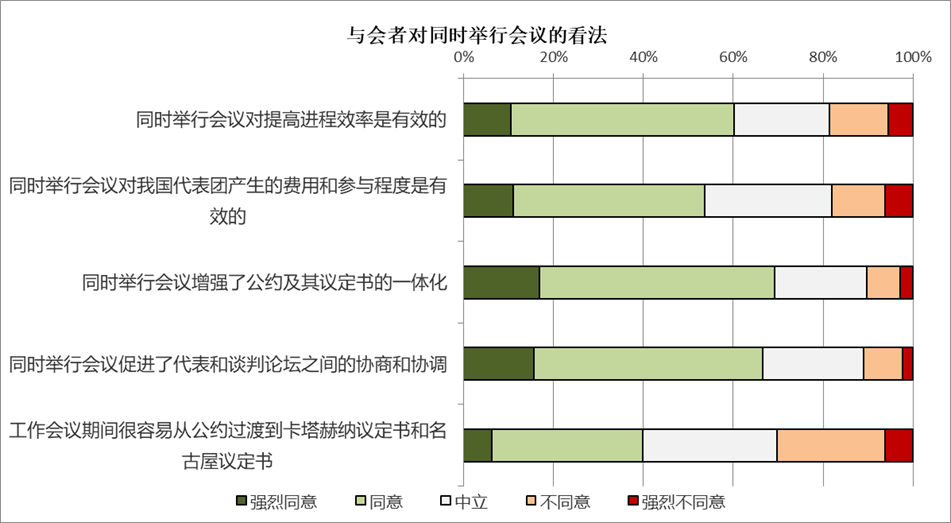 与会者对同时举行会议的看法
0% 20% 40% 60% 80% 100%
同时举行会议对提高进程效率是有效的
同时举行会议对我国代表团产生的费用和参与程度是有
效的
同时举行会议增强了公约及其议定书的一体化
同时举行会议促进了代表和谈判论坛之间的协商和协调
工作会议期间很容易从公约过渡到卡塔赫纳议定书和名
古屋议定书
强烈同意 同意 中立 不同意 强烈不同意